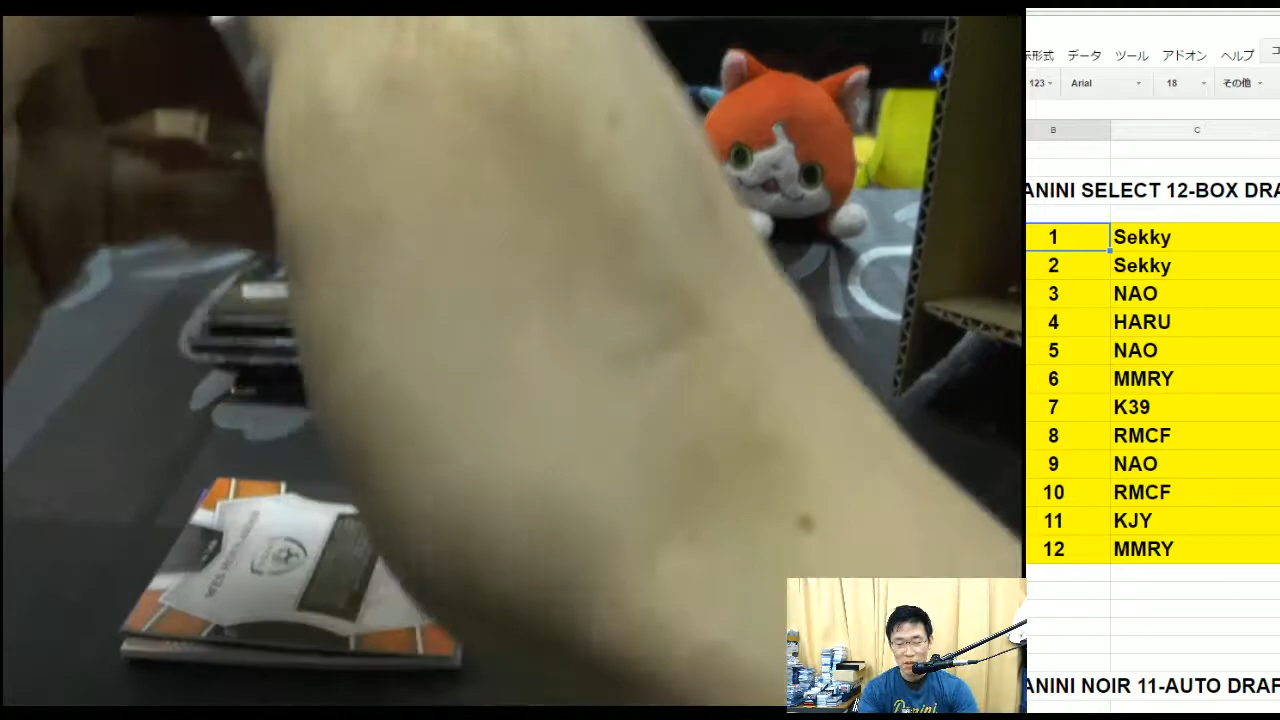 示形式 データ ツール アドオン ヘルプ
123 Arial 18 その他
B C
ANINI SELECT 12-BOX DRA
1 Sekky
2 Sekky
3 NAO
4 HARU
5 NAO
6 MMRY
7 K39
8 RMCF
9 NAO
10 RMCF
11 KJY
12 MMRY
ANINI NOIR 11-AUTO DRAF
Panini